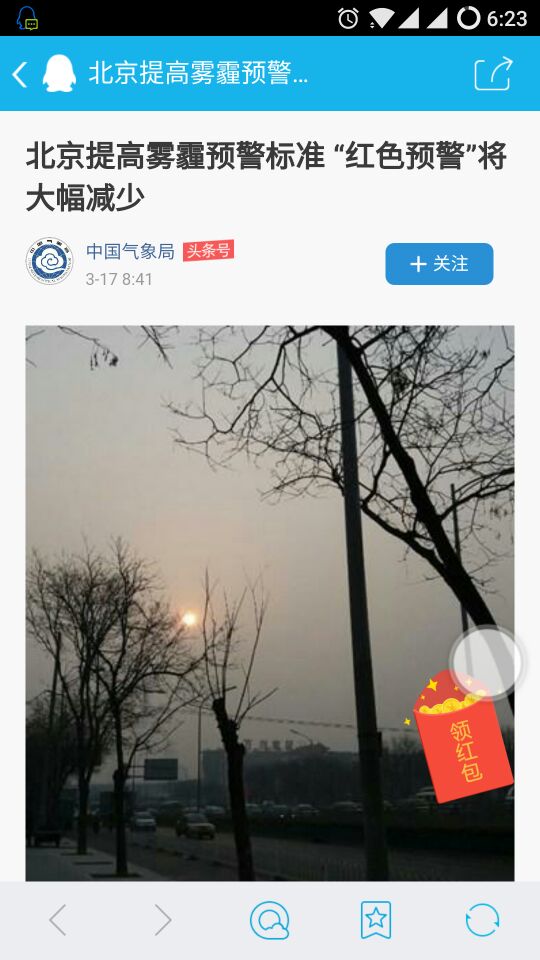 6:23
北京提高雾霾预警...
北京提高雾霾预警标准 “红色预警”将
大幅减少
中国气象局 头条号
3-17 8:41
+ 关注
领红包